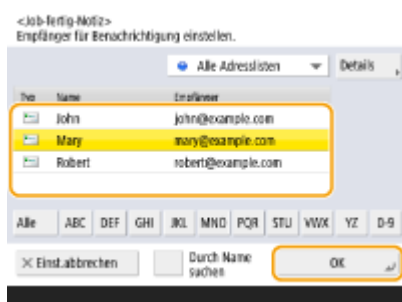 <Job-Fertig-Notiz>
Empfänger für Benachrichtigung einstellen.
Alle Adresslisten
Details
Typ Name Empfänger
John john@example.com
Mary mary@example.com
Robert robert@example.com
Alle ABC DEF GHI JKL MNO PQR STU VWX YZ 0-9
× Einst.abbrechen
Durch Name
suchen
OK